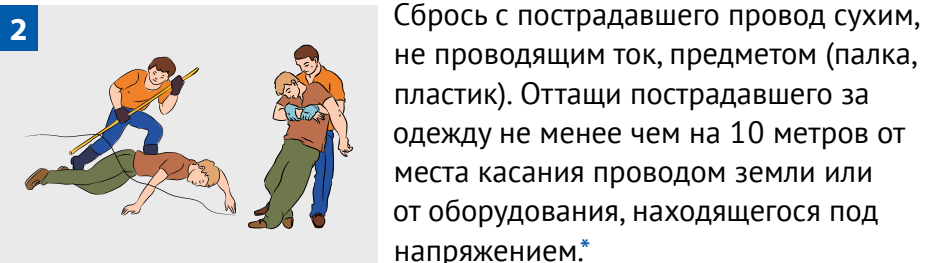 2
Сбрось с пострадавшего провод сухим,
не проводящим ток, предметом (палка,
пластик). Оттащи пострадавшего за
одежду не менее чем на 10 метров от
места касания проводом земли или
от оборудования, находящегося под
напряжением.*